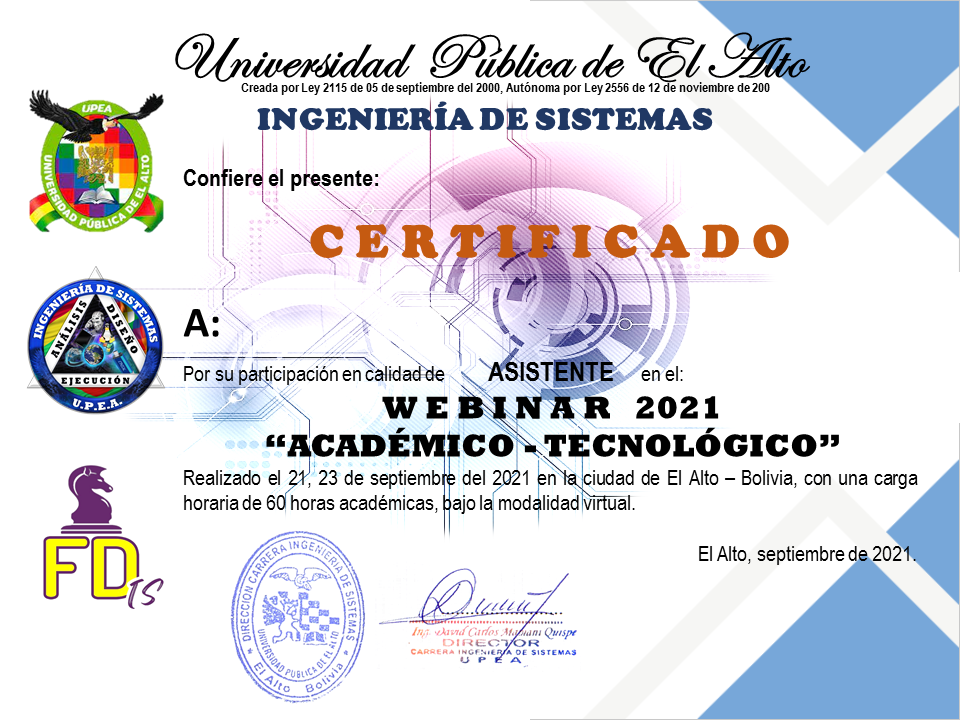 Universidad Pública de El Alto
Creada por Ley 2115 de 05 de septiembre del 2000, Autónoma por Ley 2556 de 12 de noviembre de 200
INGENIERÍA DE SISTEMAS
UPEA
UNIVERSIDAD PÚBLICA DE EL ALTO
Confiere el presente:
CERTIFICADO
INGENIERÍA DE SISTEMAS
ANÁLISIS
DISEÑO
EJECUCIÓN
U.P.E.A.
A:
Por su participación en calidad de ASISTENTE en el:
WEBINAR 2021
“ACADÉMICO - TECNOLÓGICO”
Realizado el 21, 23 de septiembre del 2021 en la ciudad de El Alto – Bolivia, con una carga
horaria de 60 horas académicas, bajo la modalidad virtual.
El Alto, septiembre de 2021.
FD
IS
DIRECCION CARRERA INGENIERIA DE SISTEMAS
UNIVERSIDAD PUBLICA DE EL ALTO
El Alto Bolivia
Ing. David Carlos Mamani Quispe
DIRECTOR
CARRERA INGENIERIA DE SISTEMAS
UPEA